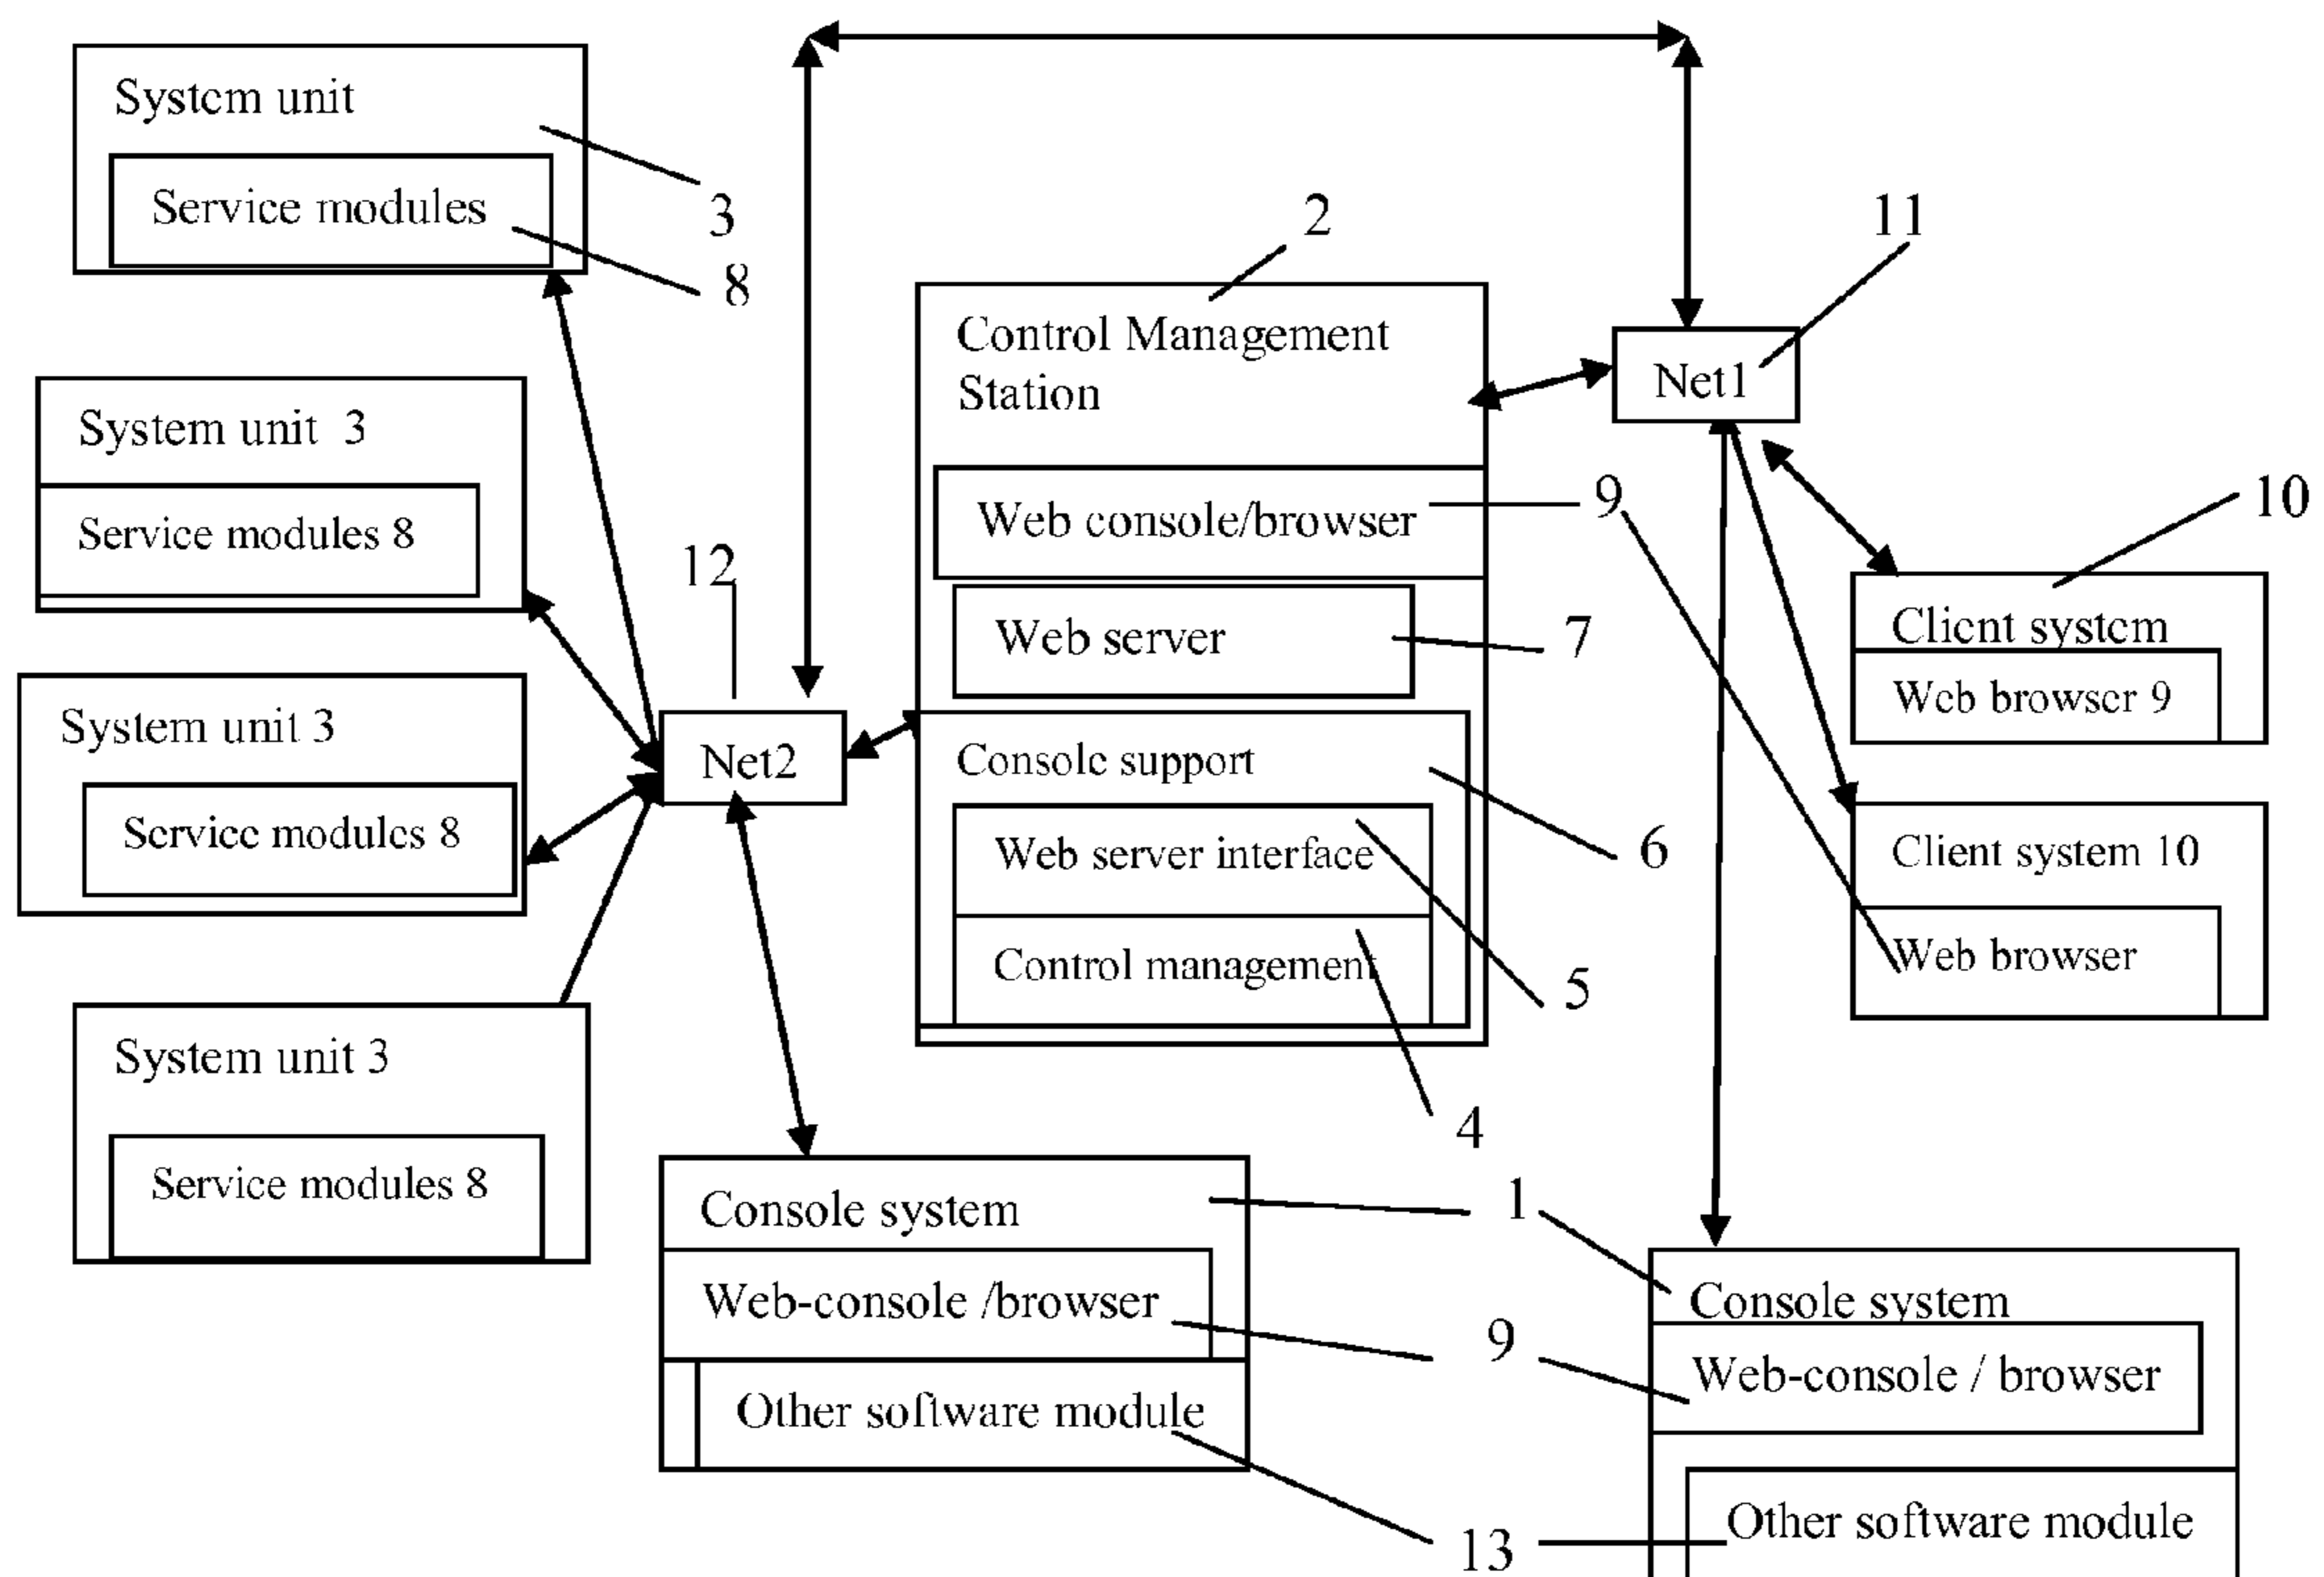 System unit
Service modules
3
8
System unit 3
Service modules 8
System unit 3
Service modules 8
System unit 3
Service modules 8
12
Net2
2
Control Management
Station
Web console/browser
9
Web server
7
Console support
6
Web server interface
5
Control management
4
11
Net1
10
Client system
Web browser 9
Client system 10
Web browser
Console system
1
Web-console /browser
9
Other software module
13
Console system
Web-console / browser
Other software module